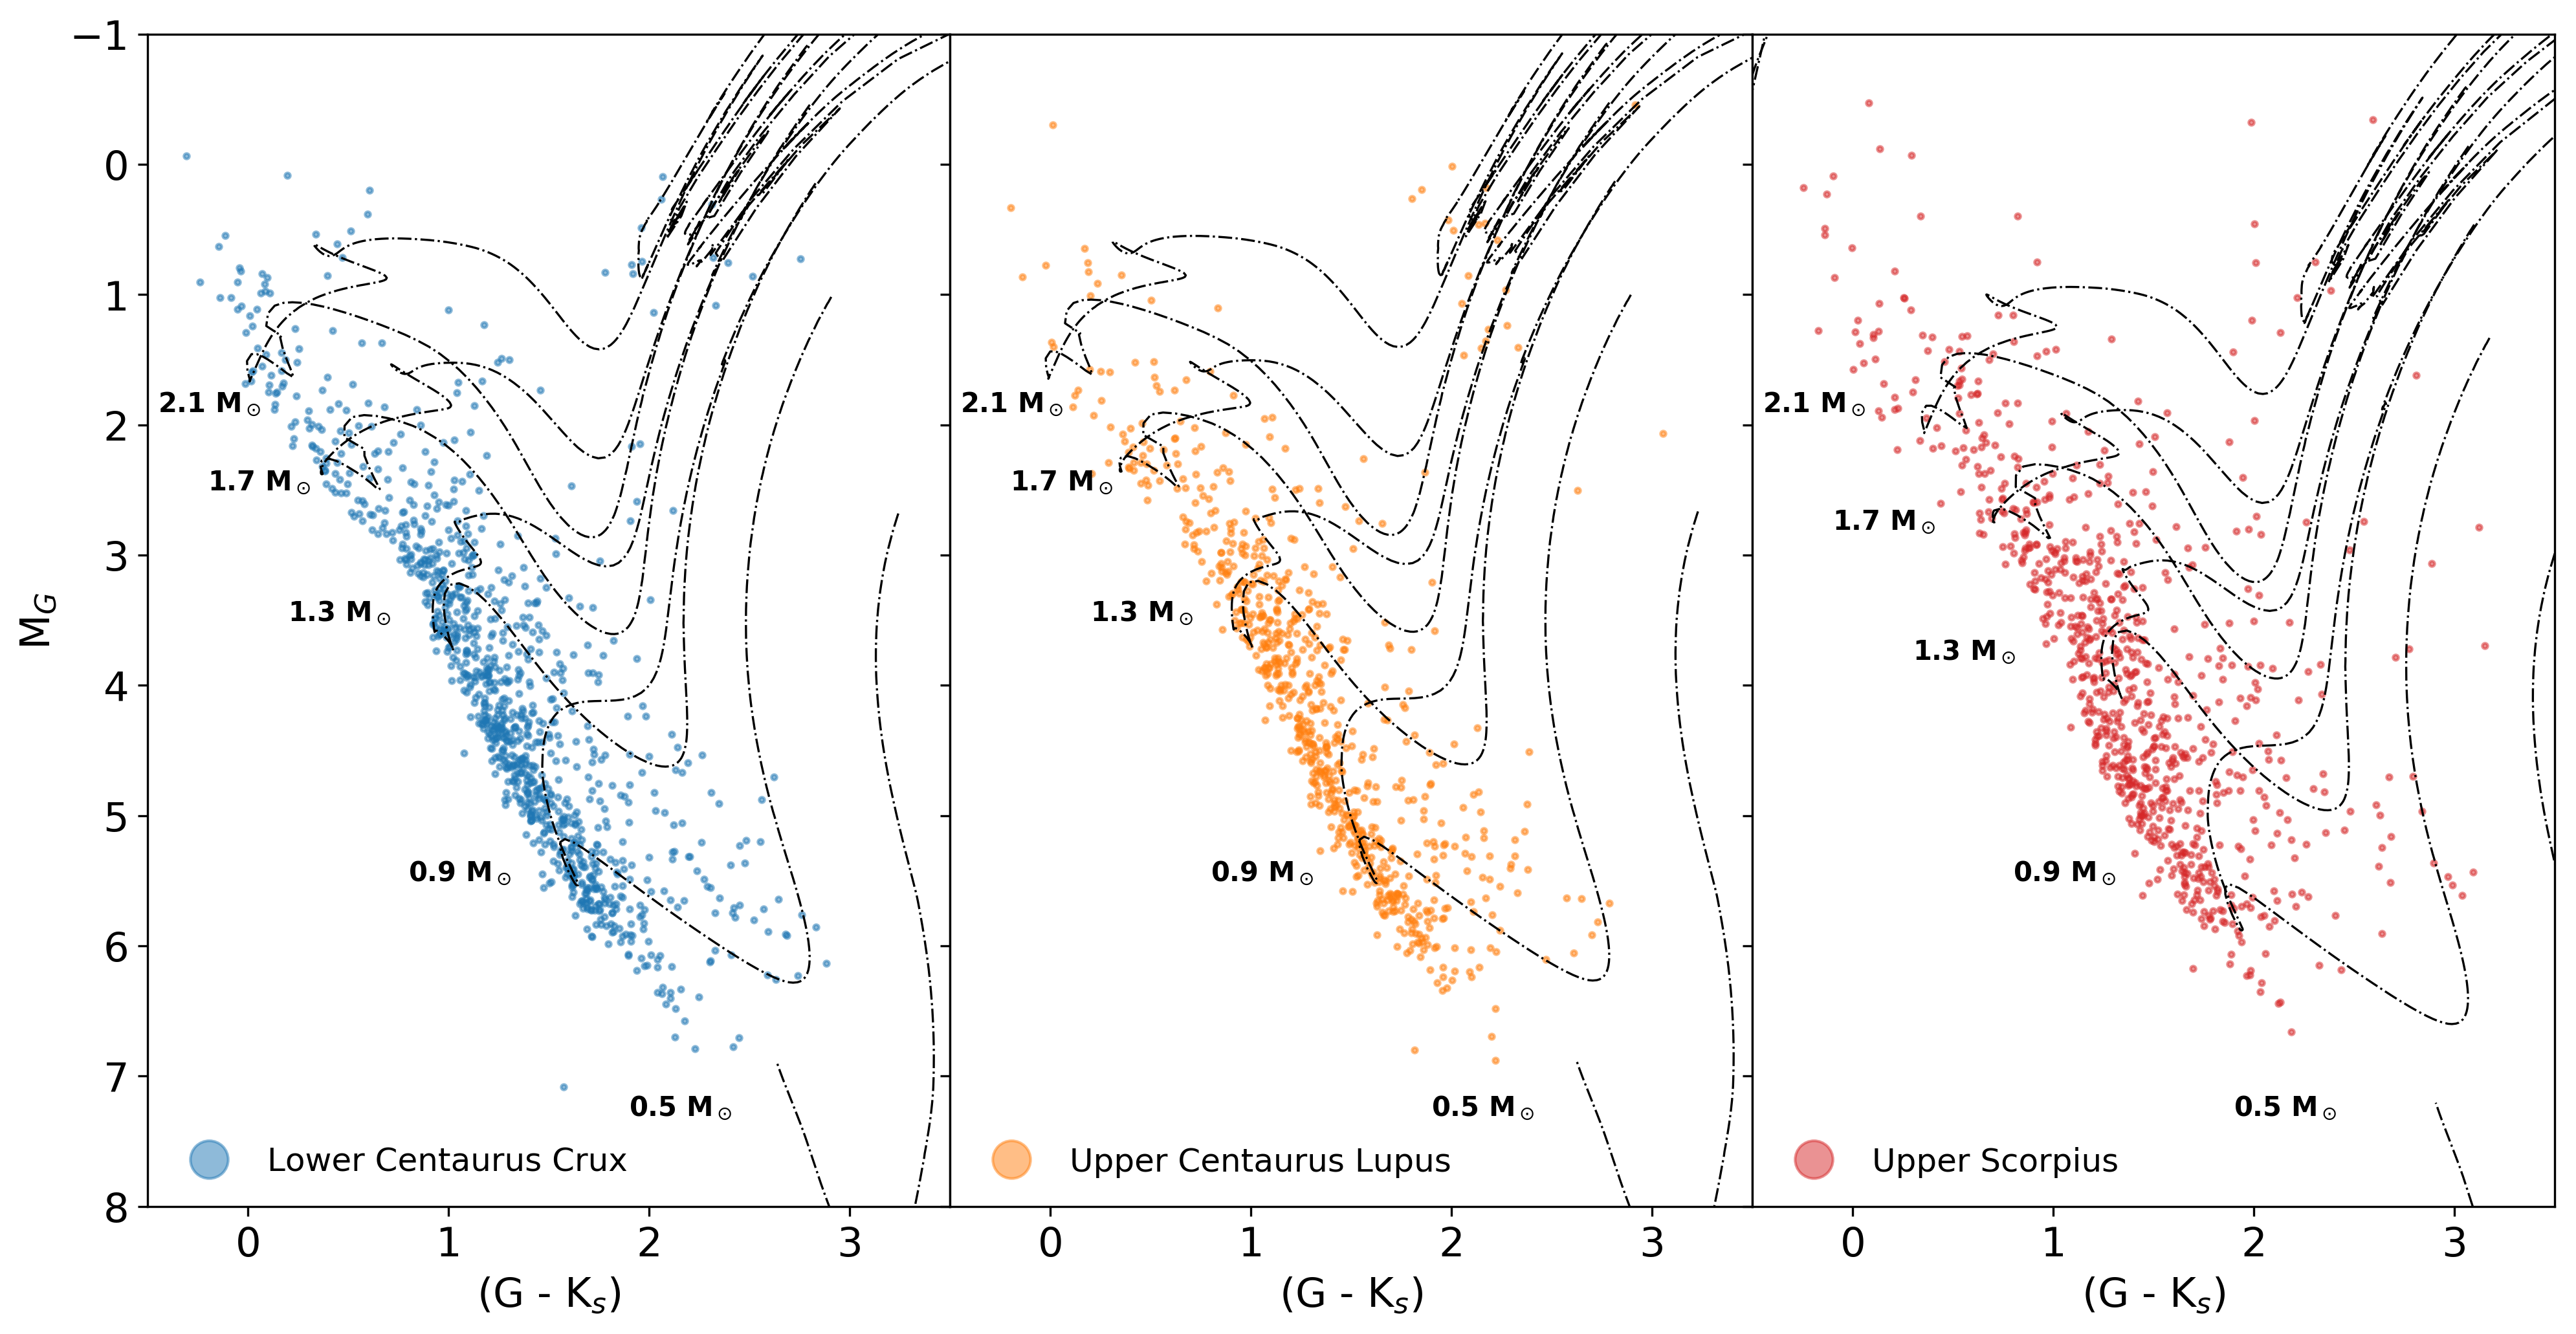 −1
0
1
2
3
4
5
6
7
8
M_G
2.1 M⊙
1.7 M⊙
1.3 M⊙
0.9 M⊙
0.5 M⊙
Lower Centaurus Crux
0 1 2 3
(G - Kₛ)
2.1 M⊙
1.7 M⊙
1.3 M⊙
0.9 M⊙
0.5 M⊙
Upper Centaurus Lupus
0 1 2 3
(G - Kₛ)
2.1 M⊙
1.7 M⊙
1.3 M⊙
0.9 M⊙
0.5 M⊙
Upper Scorpius
0 1 2 3
(G - Kₛ)